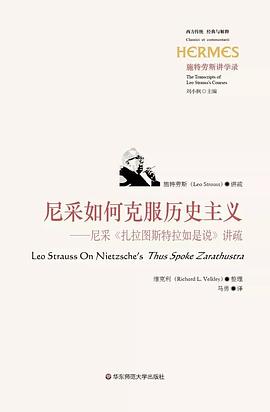 西方传统 经典与解释
Classici et commentarii
HERMES
施特劳斯讲学录
The Transcripts of
Leo Strauss's Courses
刘小枫●主编
施特劳斯(Leo Strauss)●讲疏
尼采如何克服历史主义
——尼采《扎拉图斯特拉如是说》讲疏
Leo Strauss On Nietzsche's Thus Spoke Zarathustra
维克利(Richard L. Velkley)●整理
马勇●译
华东师范大学出版社